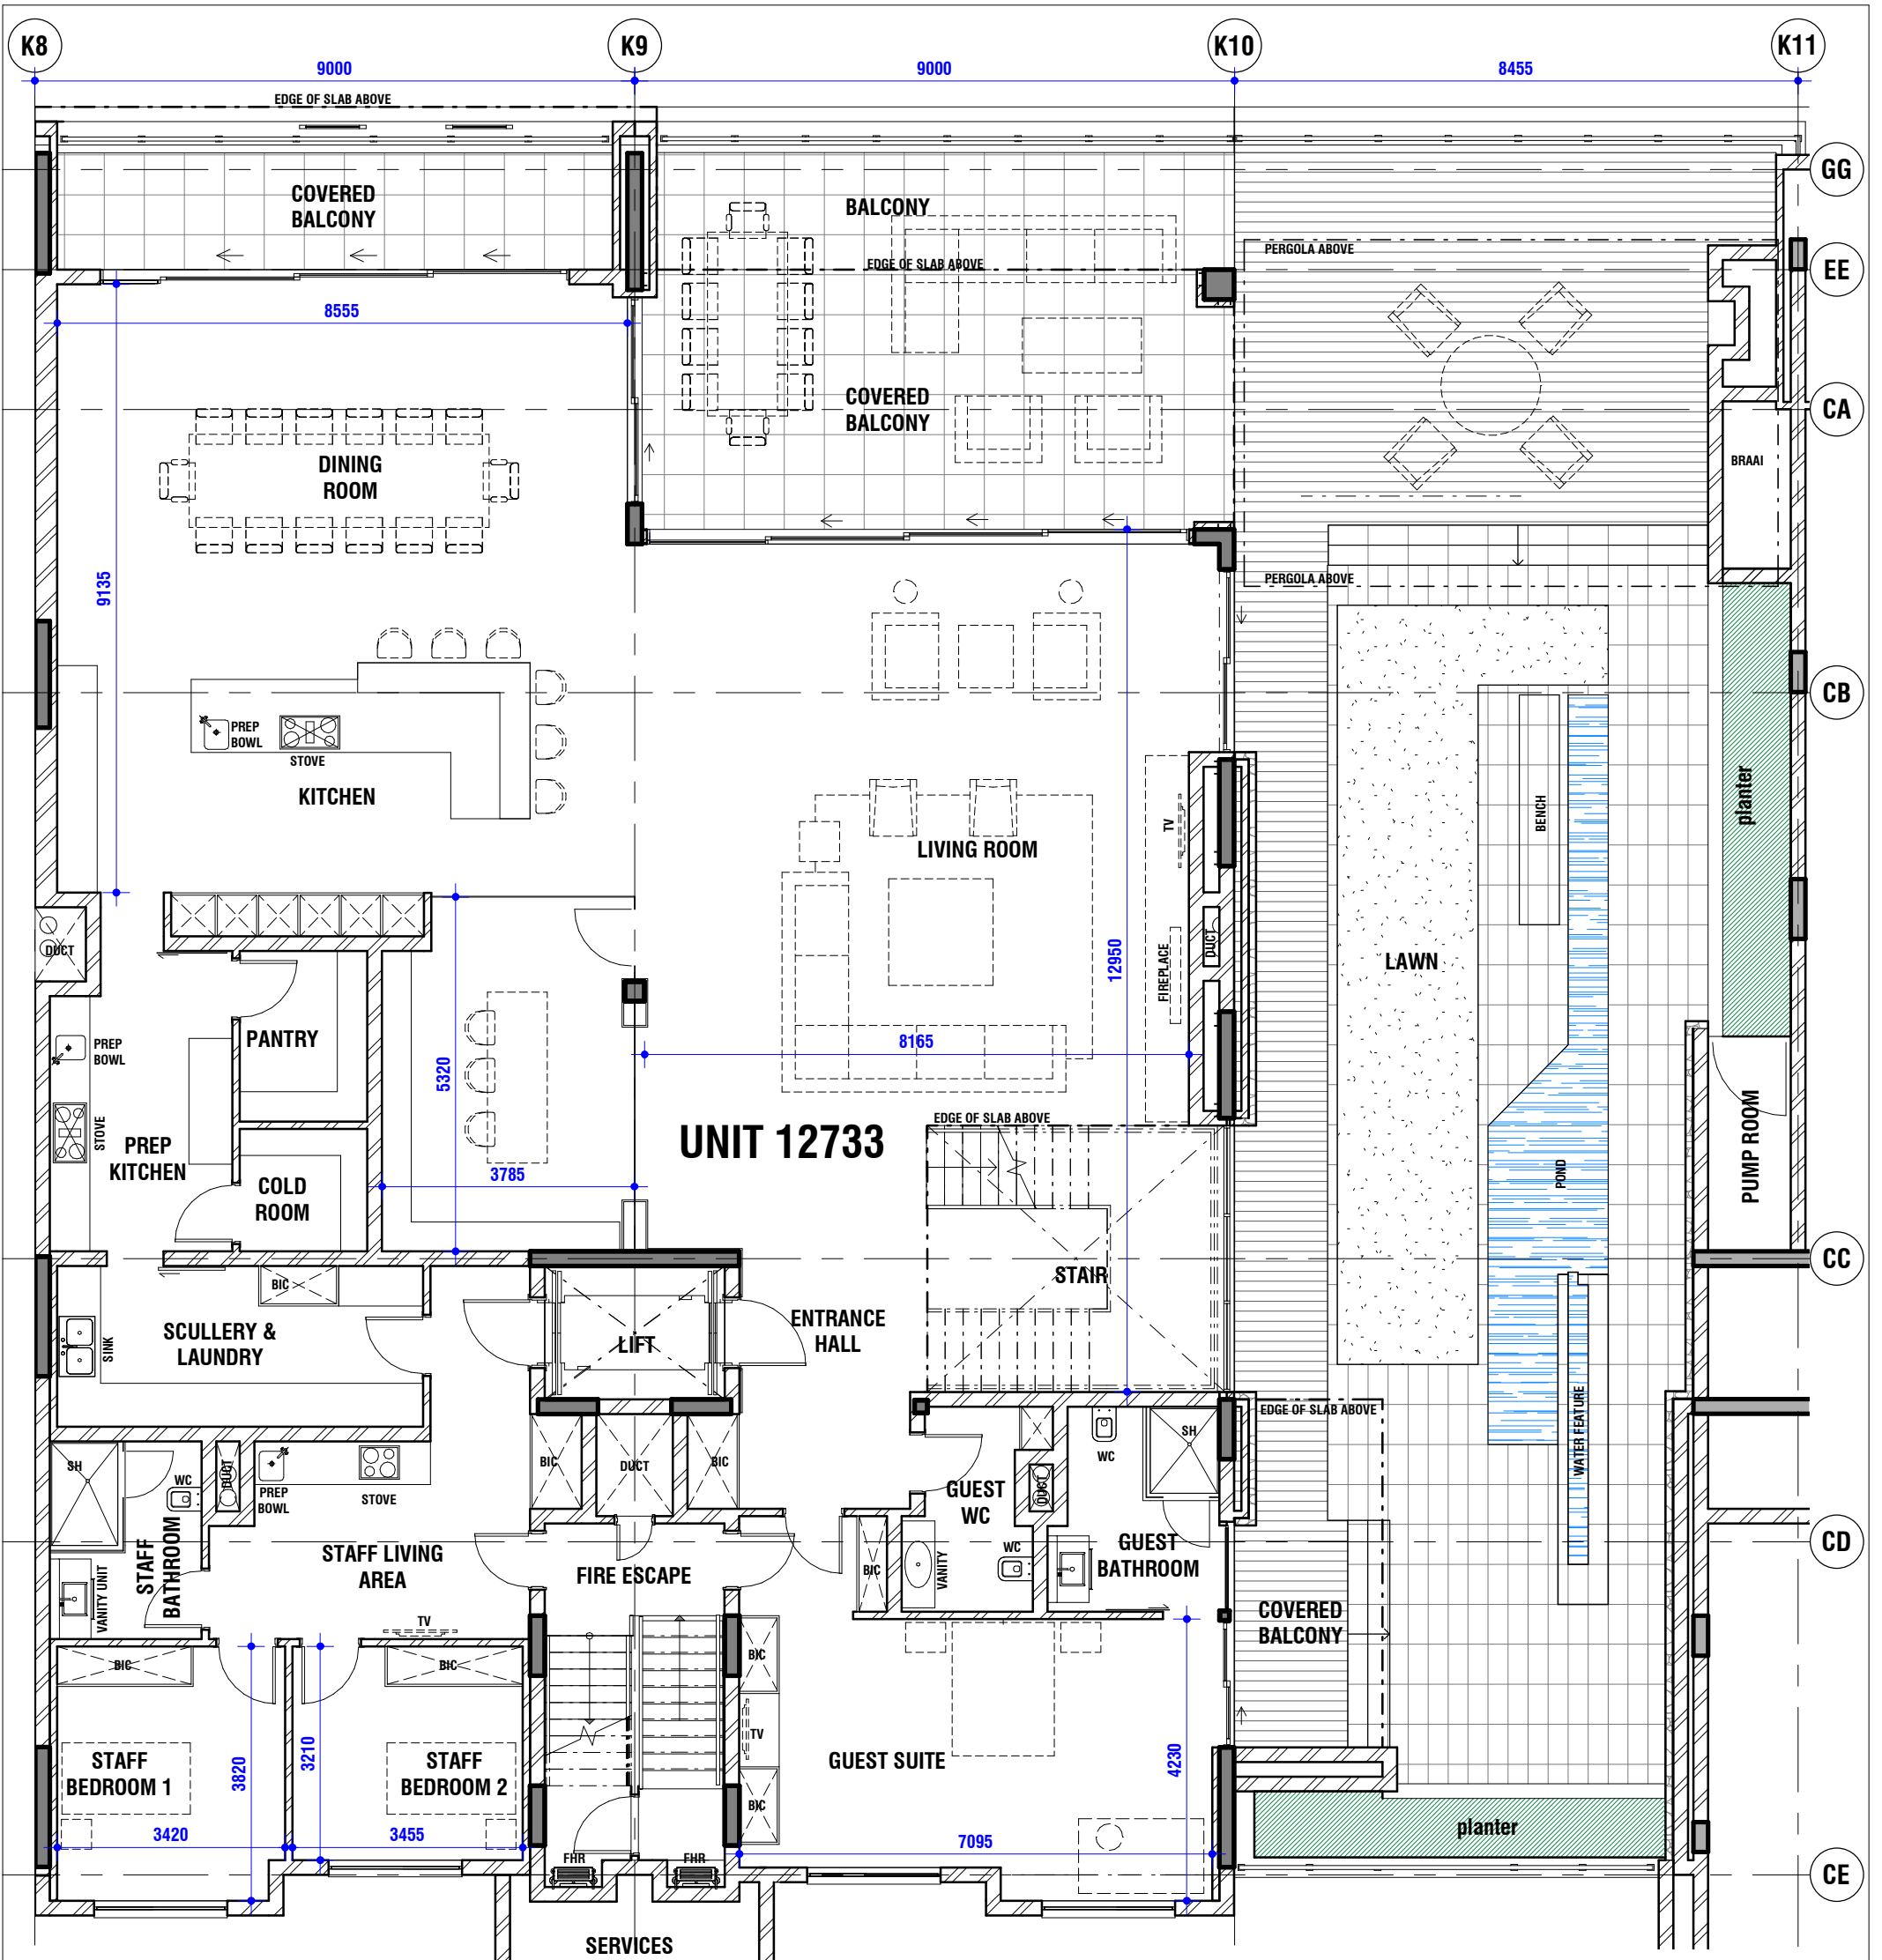 K8
K9
K10
K11
9000
9000
8455
EDGE OF SLAB ABOVE
GG
COVERED
BALCONY
BALCONY
PERGOLA ABOVE
EDGE OF SLAB ABOVE
EE
8555
COVERED
BALCONY
CA
DINING
ROOM
BRAAI
9135
PERGOLA ABOVE
CB
PREP
BOWL
STOVE
KITCHEN
TV
LIVING ROOM
BENCH
planter
DUCT
DUCT
FIREPLACE
12950
LAWN
PREP
BOWL
PANTRY
5320
8165
STOVE
PREP
KITCHEN
EDGE OF SLAB ABOVE
UNIT 12733
3785
COLD
ROOM
POND
PUMP ROOM
CC
BIC
STAIR
SCULLERY &
LAUNDRY
SINK
LIFT
ENTRANCE
HALL
EDGE OF SLAB ABOVE
WATER FEATURE
SH
WC
DUCT
PREP
BOWL
STOVE
BIC
DUCT
BIC
GUEST
WC
DUCT
WC
SH
STAFF
BATHROOM
VANITY UNIT
STAFF LIVING
AREA
FIRE ESCAPE
BIC
VANITY
WC
GUEST
BATHROOM
CD
TV
COVERED
BALCONY
BIC
BIC
BIC
TV
BIC
STAFF
BEDROOM 1
3820
3210
STAFF
BEDROOM 2
GUEST SUITE
4230
3420
3455
7095
planter
FHR
FHR
CE
SERVICES